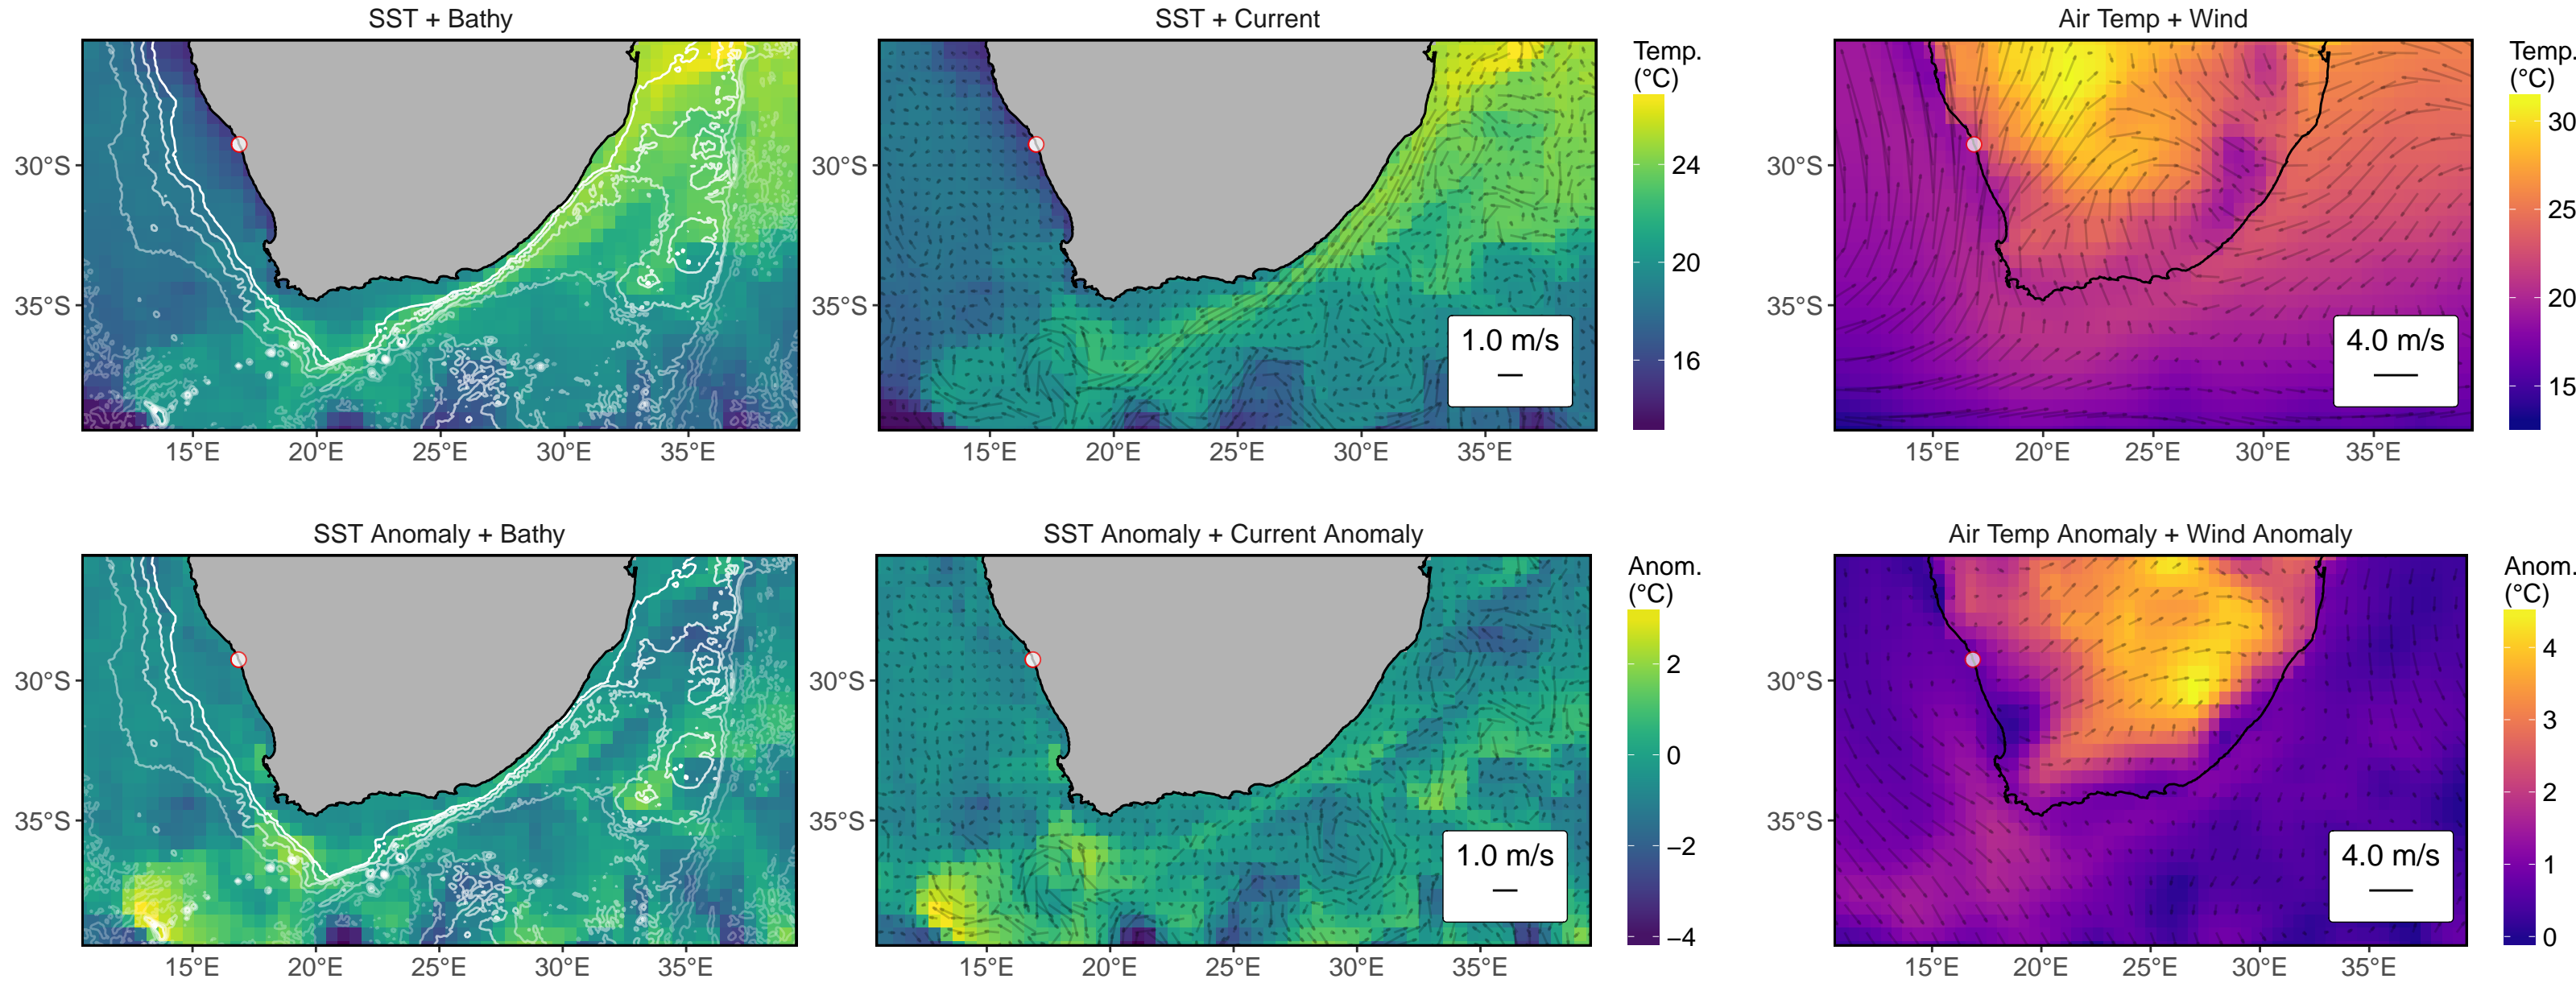 SST + Bathy
SST + Current
Air Temp + Wind
30°S
35°S
15°E 20°E 25°E 30°E 35°E
30°S
35°S
15°E 20°E 25°E 30°E 35°E
1.0 m/s
Temp.
(°C)
24
20
16
30°S
35°S
15°E 20°E 25°E 30°E 35°E
4.0 m/s
Temp.
(°C)
30
25
20
15
SST Anomaly + Bathy
SST Anomaly + Current Anomaly
Air Temp Anomaly + Wind Anomaly
30°S
35°S
15°E 20°E 25°E 30°E 35°E
30°S
35°S
15°E 20°E 25°E 30°E 35°E
1.0 m/s
Anom.
(°C)
2
0
−2
−4
30°S
35°S
15°E 20°E 25°E 30°E 35°E
4.0 m/s
Anom.
(°C)
4
3
2
1
0